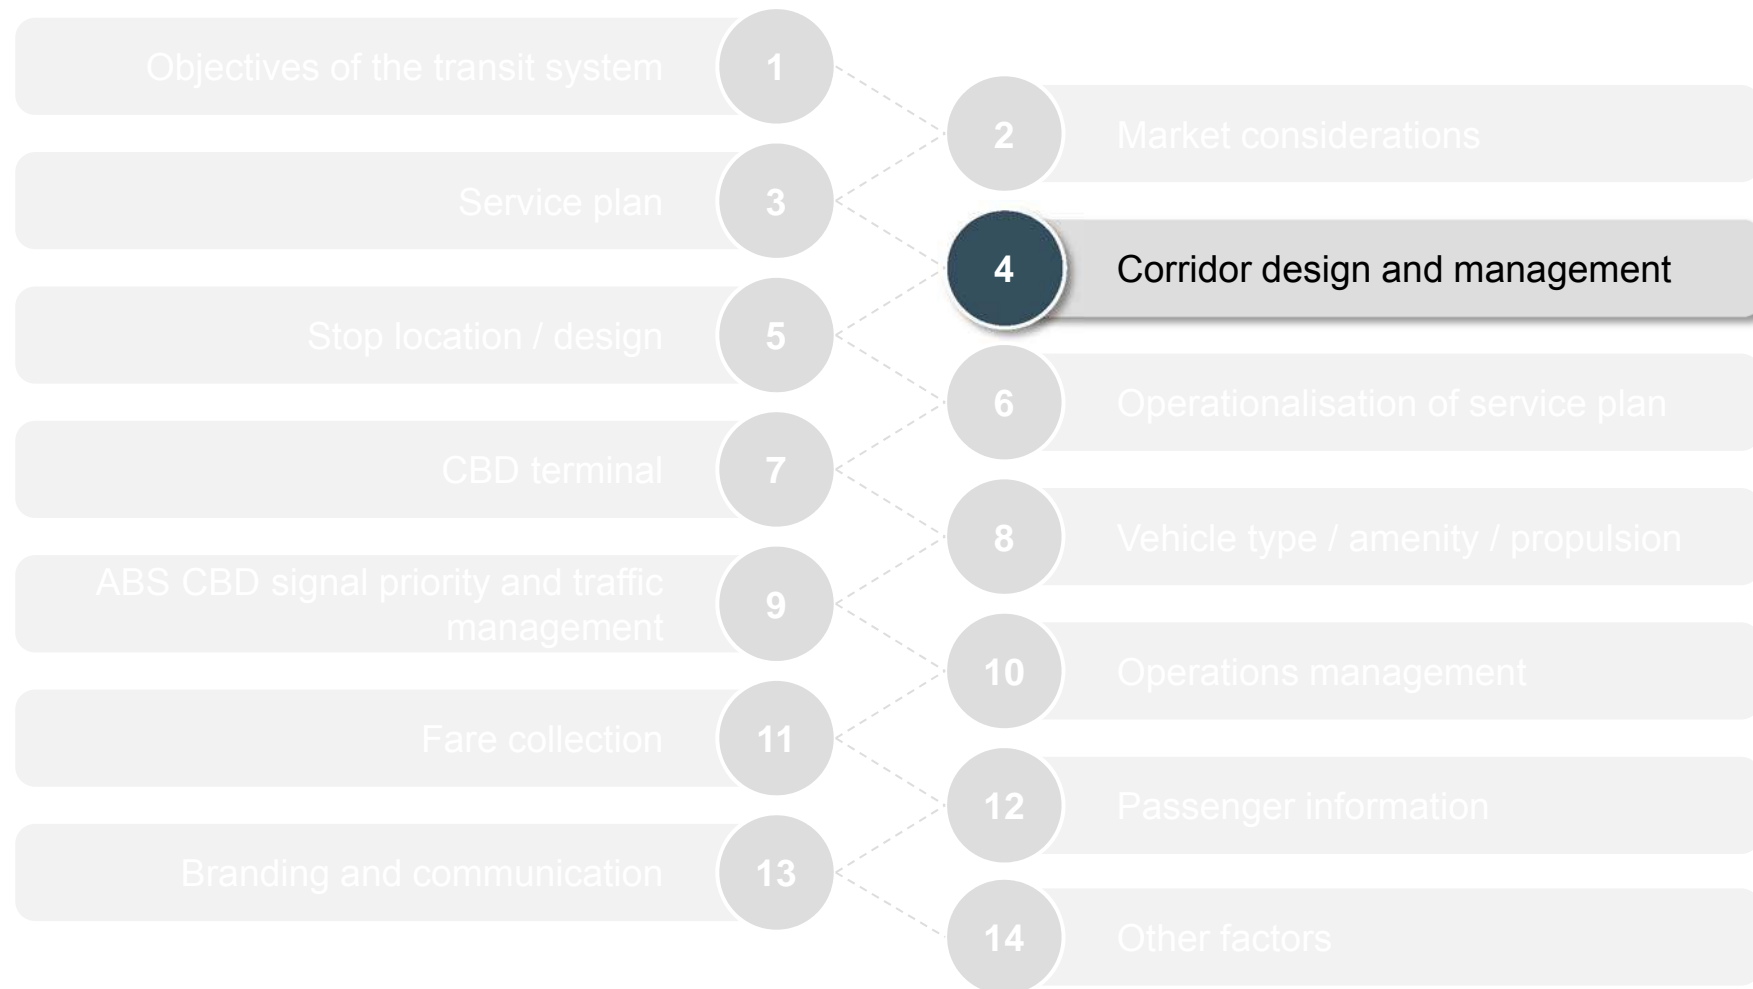 Objectives of the transit system 1
2 Market considerations
Service plan 3
4 Corridor design and management
Stop location / design 5
6 Operationalisation of service plan
CBD terminal 7
8 Vehicle type / amenity / propulsion
ABS CBD signal priority and traffic
management 9
10 Operations management
Fare collection 11
12 Passenger information
Branding and communication 13
14 Other factors